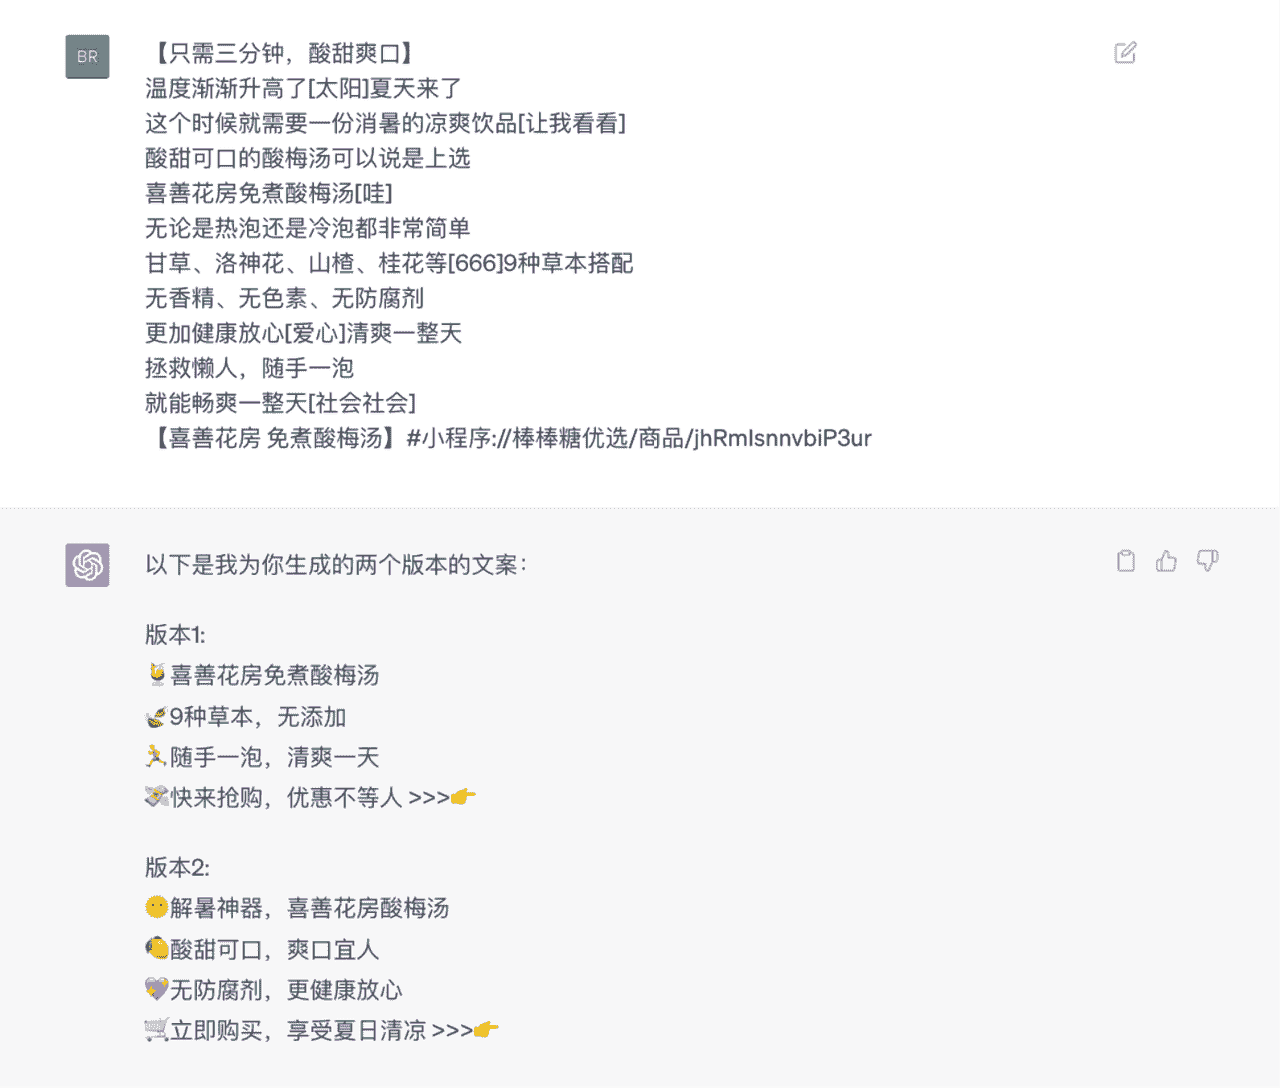 BR
【只需三分钟，酸甜爽口】
温度渐渐升高了[太阳]夏天来了
这个时候就需要一份消暑的凉爽饮品[让我看看]
酸甜可口的酸梅汤可以说是上选
喜善花房免煮酸梅汤[哇]
无论是热泡还是冷泡都非常简单
甘草、洛神花、山楂、桂花等[666]9种草本搭配
无香精、无色素、无防腐剂
更加健康放心[爱心]清爽一整天
拯救懒人，随手一泡
就能畅爽一整天[社会社会]
【喜善花房 免煮酸梅汤】#小程序://棒棒糖优选/商品/jhRmIsnnvbiP3ur
以下是我为你生成的两个版本的文案：
版本1:
🍹喜善花房免煮酸梅汤
🌿9种草本，无添加
🏃随手一泡，清爽一天
💸快来抢购，优惠不等人 >>>👉
版本2:
😶解暑神器，喜善花房酸梅汤
🍋酸甜可口，爽口宜人
💖无防腐剂，更健康放心
🛒立即购买，享受夏日清凉 >>>👉